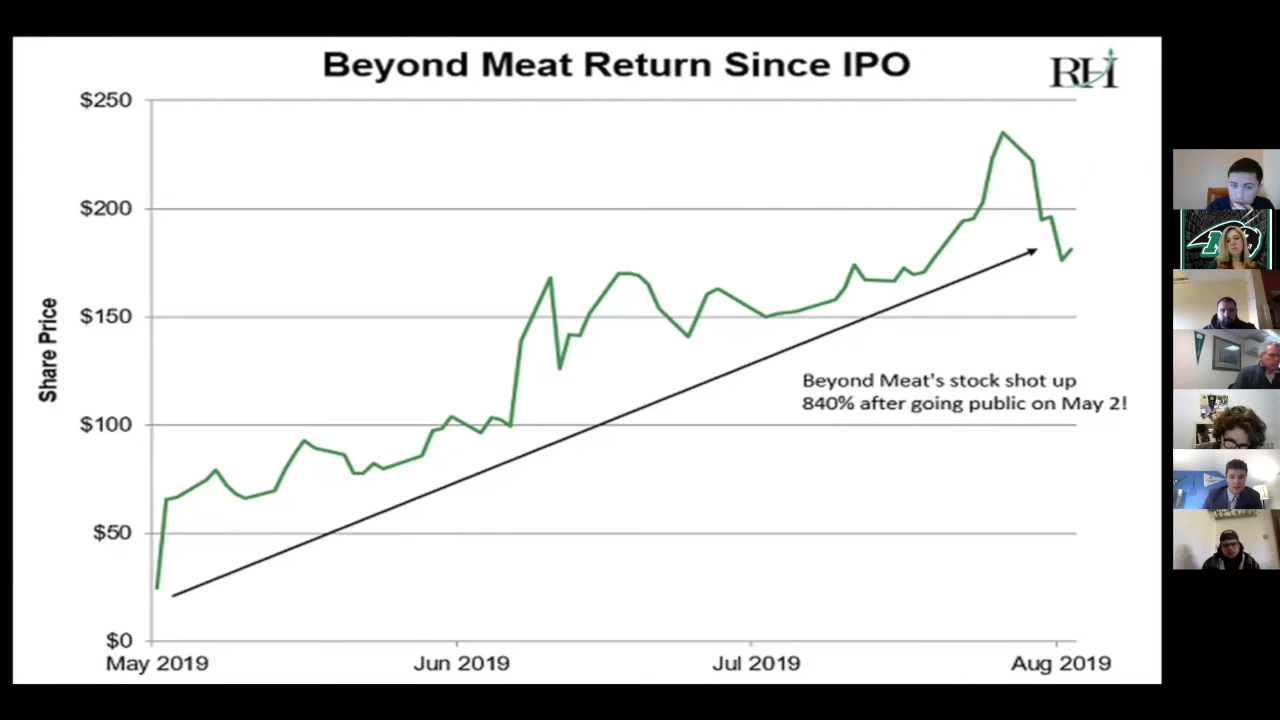 Beyond Meat Return Since IPO
RH
$250
$200
$150
$100
$50
$0
Share Price
Beyond Meat's stock shot up
840% after going public on May 2!
May 2019
Jun 2019
Jul 2019
Aug 2019